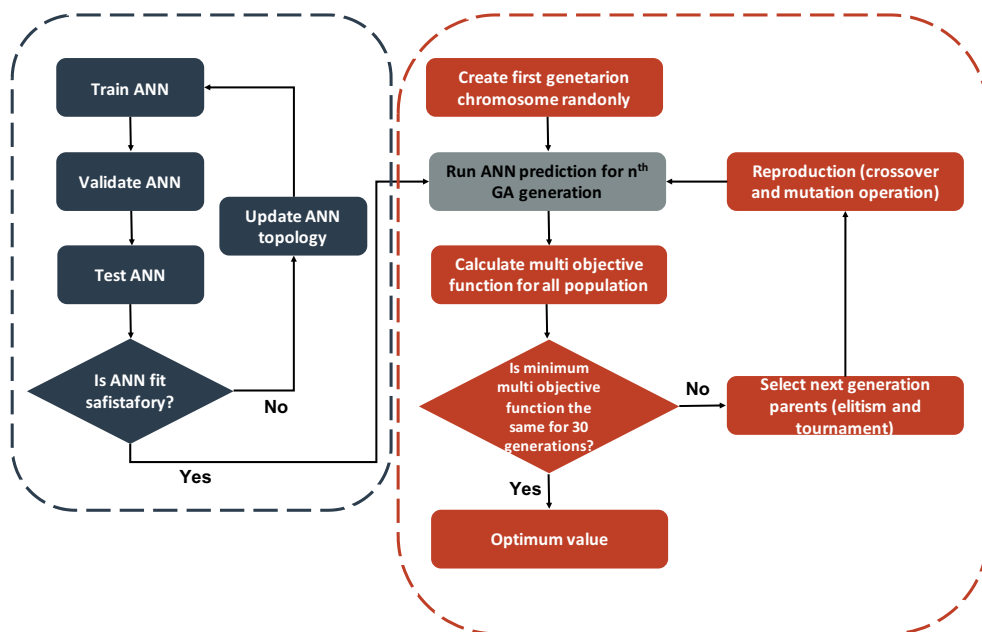 Train ANN
Validate ANN
Test ANN
Is ANN fit
safistafory?
Update ANN
topology
No
Yes
Create first genetarion
chromosome randonly
Run ANN prediction for nth
GA generation
Calculate multi objective
function for all population
Is minimum
multi objective
function the
same for 30
generations?
No
Yes
Optimum value
Select next generation
parents (elitism and
tournament)
Reproduction (crossover
and mutation operation)